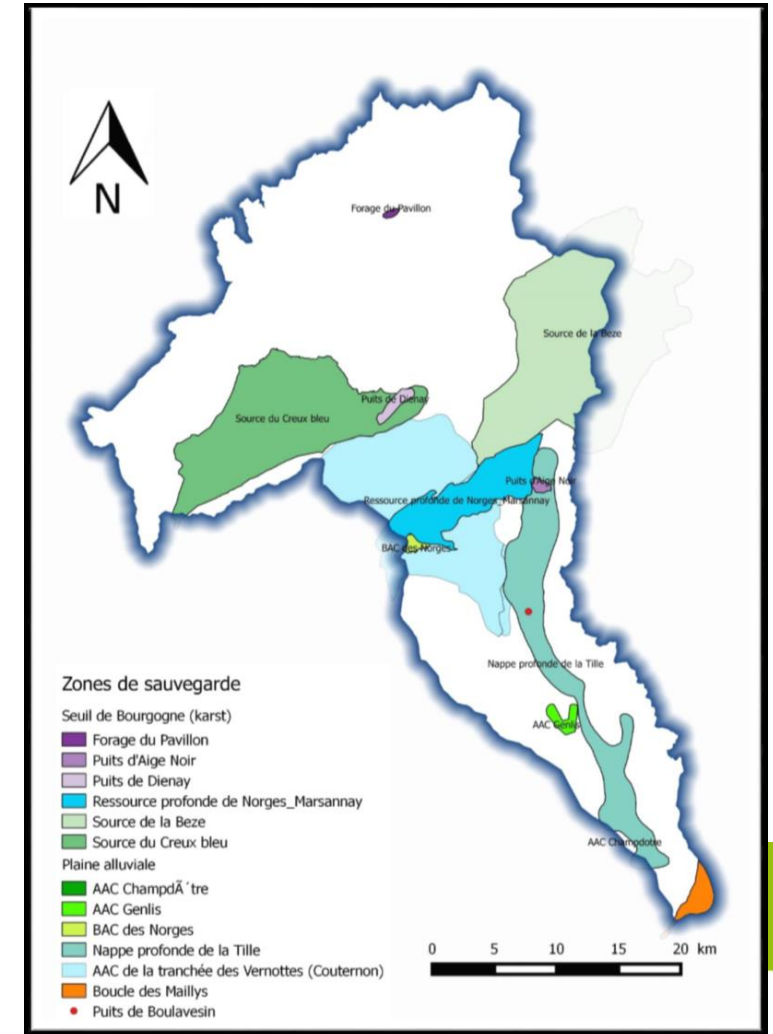 N
Forage du Pavillon
Source de la Beze
Puits de Dienay
Source du Creux bleu
Puits d'Aige Noir
Ressource profonde de Norges_Marsannay
BAC des Norges
Nappe profonde de la Tille
AAC Genlis
AAC Champdotre
Zones de sauvegarde
Seuil de Bourgogne (karst)
Forage du Pavillon
Puits d'Aige Noir
Puits de Dienay
Ressource profonde de Norges_Marsannay
Source de la Beze
Source du Creux bleu
Plaine alluviale
AAC ChampdÃ´tre
AAC Genlis
BAC des Norges
Nappe profonde de la Tille
AAC de la tranchée des Vernottes (Couternon)
Boucle des Maillys
Puits de Boulavesin
0 5 10 15 20 km